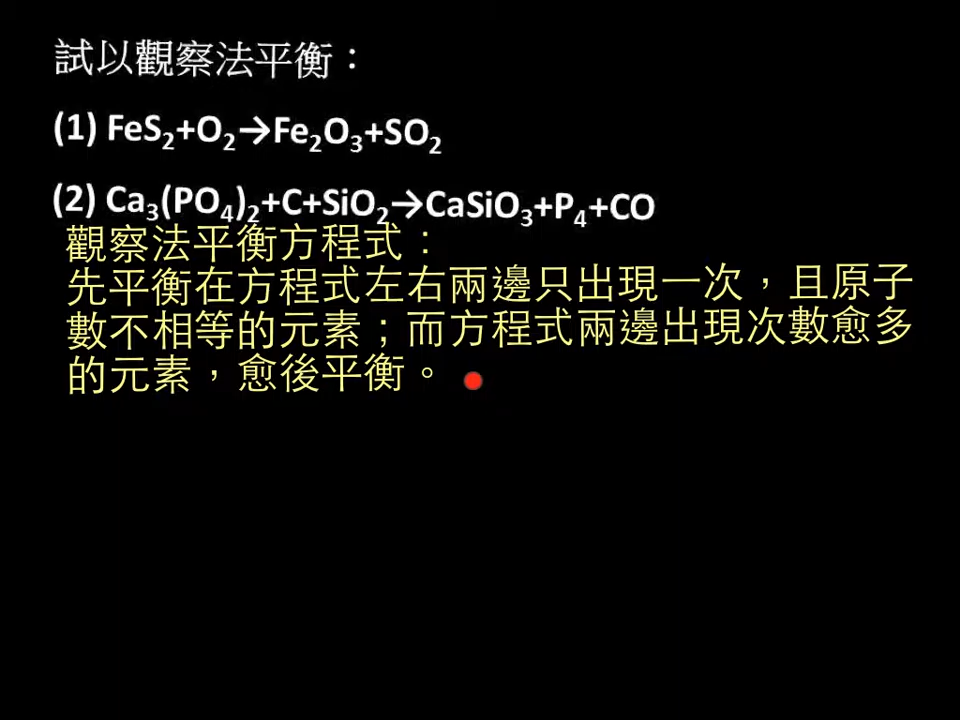 試以觀察法平衡：
(1) FeS₂+O₂→Fe₂O₃+SO₂
(2) Ca₃(PO₄)₂+C+SiO₂→CaSiO₃+P₄+CO
觀察法平衡方程式：
先平衡在方程式左右兩邊只出現一次，且原子
數不相等的元素；而方程式兩邊出現次數愈多
的元素，愈後平衡。